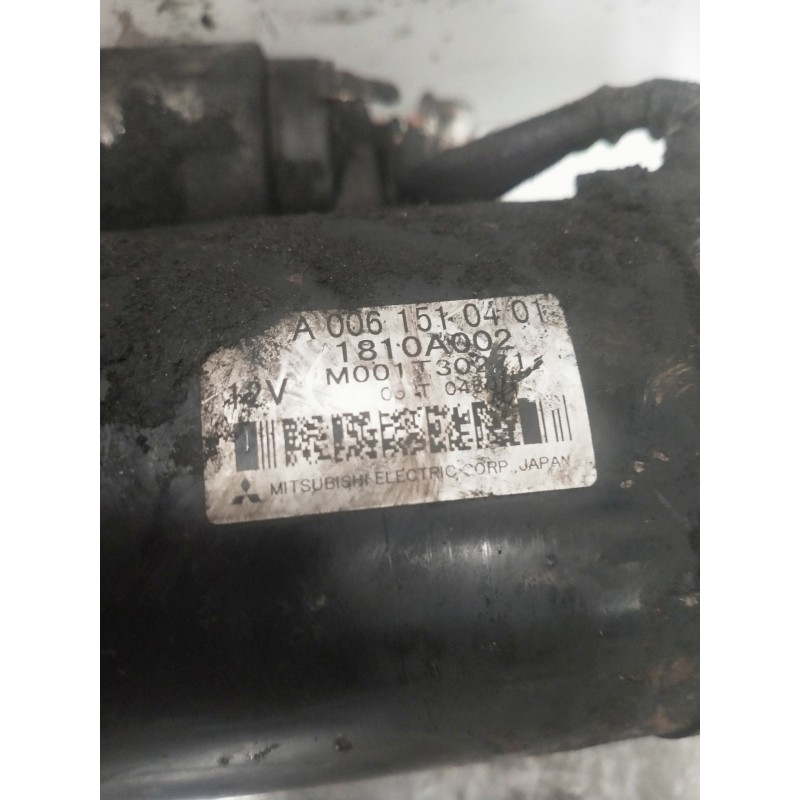 A 006 151 04 01
1810A002
12V
MITSUBISHI ELECTRIC CORP., JAPAN